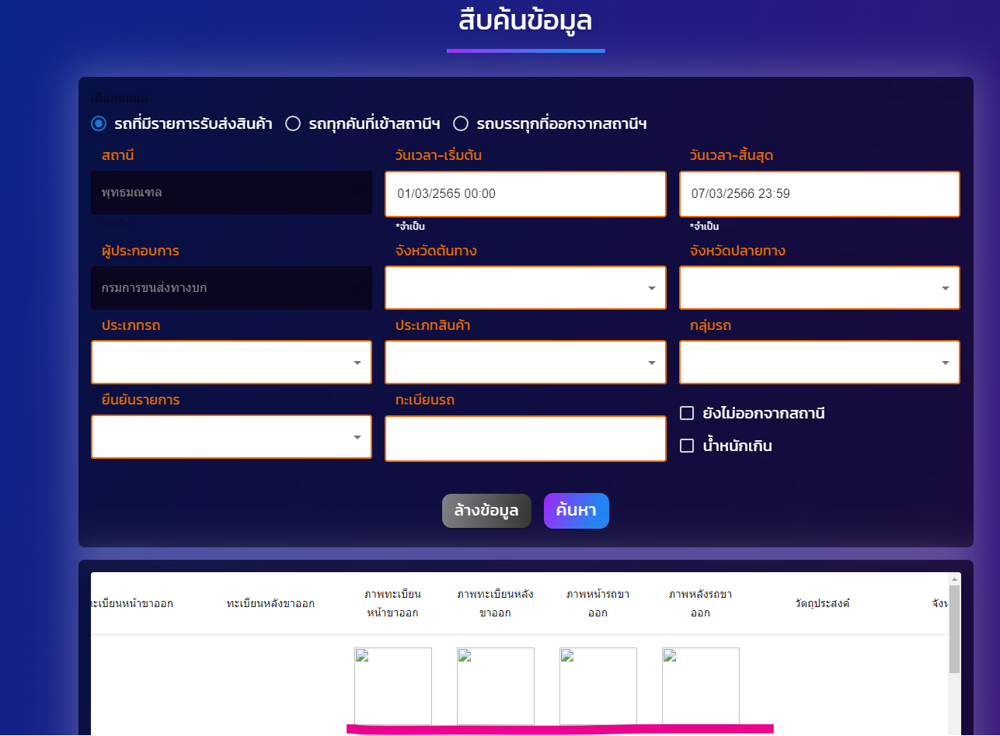 สืบค้นข้อมูล
เลือกข้อมูล
รถที่มีรายการรับส่งสินค้า รถทุกคันที่เข้าสถานีฯ รถบรรทุกที่ออกจากสถานีฯ
สถานี วันเวลา-เริ่มต้น วันเวลา-สิ้นสุด
พุทธมณฑล 01/03/2565 00:00 07/03/2566 23:59
*จำเป็น *จำเป็น *จำเป็น
ผู้ประกอบการ จังหวัดต้นทาง จังหวัดปลายทาง
กรมการขนส่งทางบก
ประเภทรถ ประเภทสินค้า กลุ่มรถ
ยืนยันรายการ ทะเบียนรถ
ยังไม่ออกจากสถานี
น้ำหนักเกิน
ล้างข้อมูล ค้นหา
ทะเบียนหน้าขาออก ทะเบียนหลังขาออก ภาพทะเบียน ภาพทะเบียนหลัง ภาพหน้ารถขา ภาพหลังรถขา วัตถุประสงค์
หน้าขาออก ขาออก ออก ออก